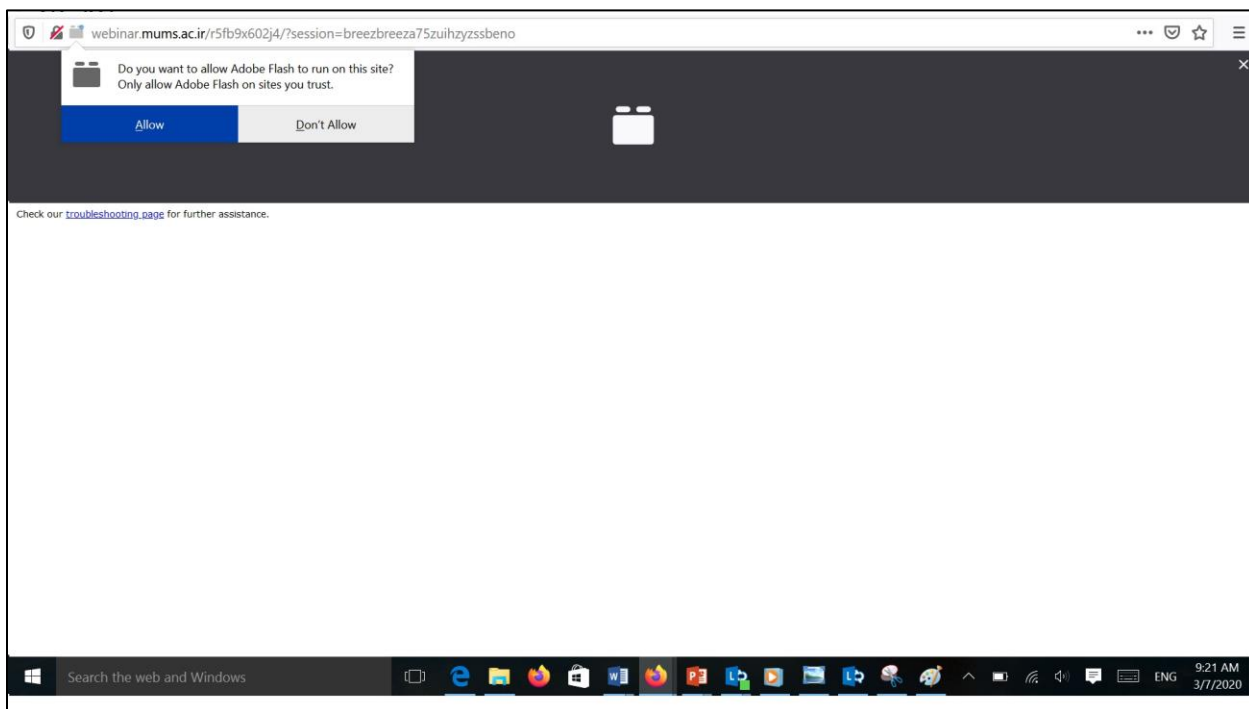 webinar.mums.ac.ir/r5fb9x602j4/?session=breezbreeza75zuihzyzssbeno
Do you want to allow Adobe Flash to run on this site?
Only allow Adobe Flash on sites you trust.
Allow
Don't Allow
Check our troubleshooting page for further assistance.
Search the web and Windows
ENG
9:21 AM
3/7/2020